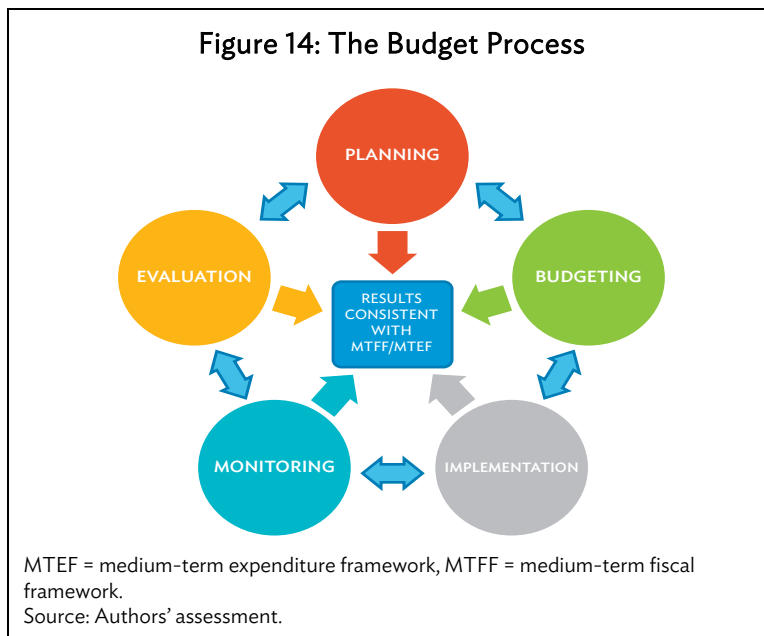 Figure 14: The Budget Process
PLANNING
EVALUATION
BUDGETING
RESULTS
CONSISTENT
WITH
MTFF/MTEF
MONITORING
IMPLEMENTATION
MTEF = medium-term expenditure framework, MTFF = medium-term fiscal
framework.
Source: Authors’ assessment.